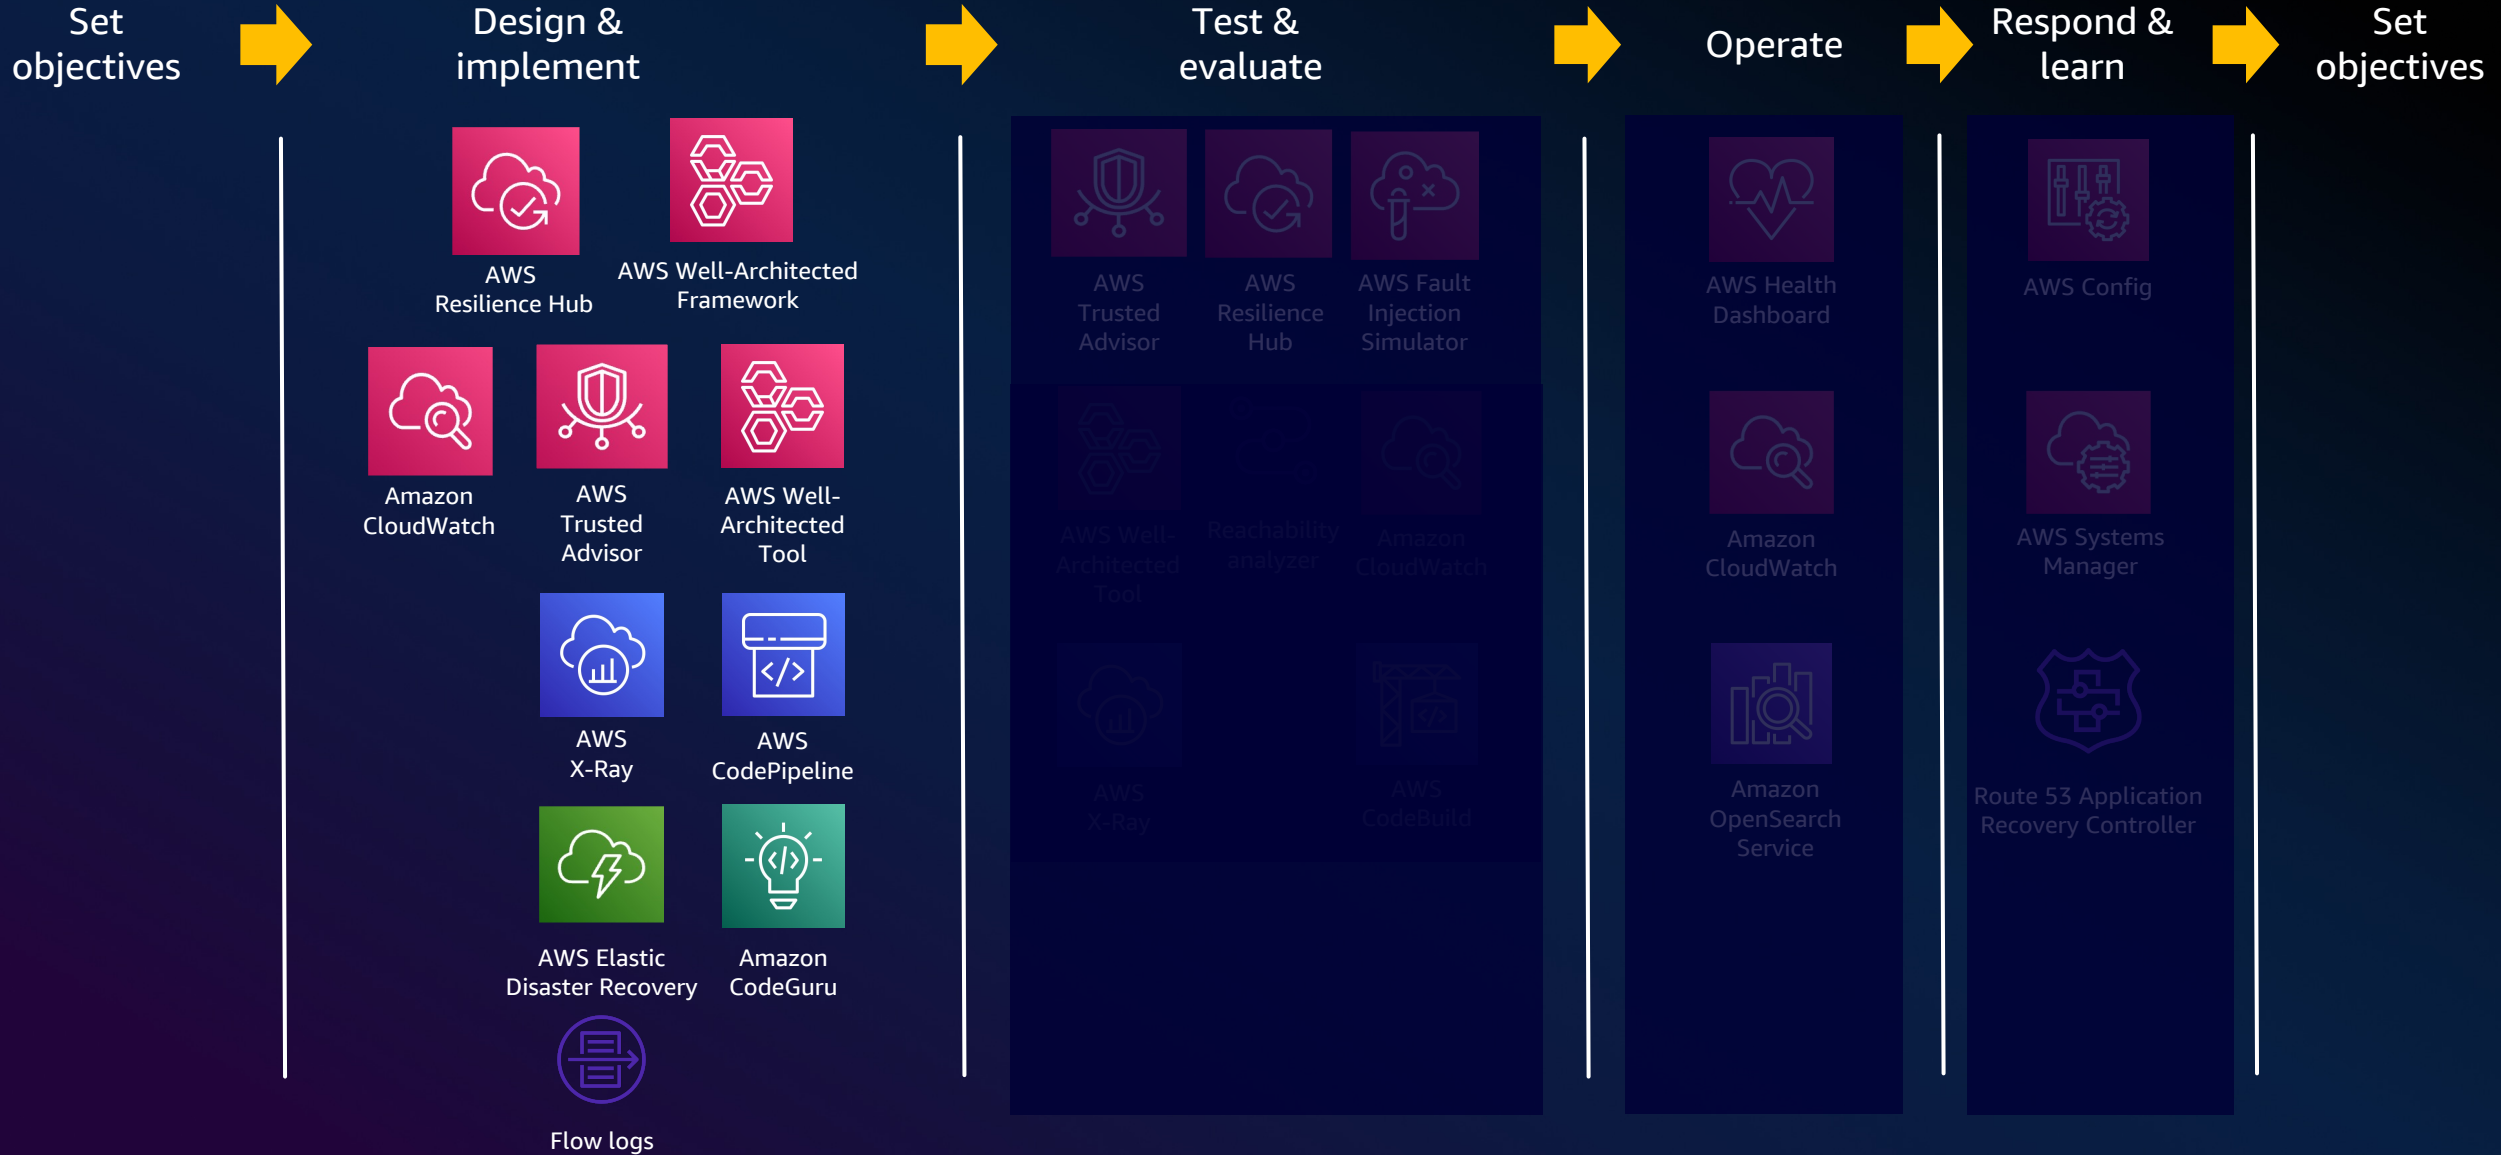 Set
objectives
Design &
implement
Test &
evaluate
Operate
Respond &
learn
Set
objectives
AWS
Resilience Hub
AWS Well-Architected
Framework
Amazon
CloudWatch
AWS
Trusted
Advisor
AWS Well-
Architected
Tool
AWS
X-Ray
AWS
CodePipeline
AWS Elastic
Disaster Recovery
Amazon
CodeGuru
Flow logs
AWS
Trusted
Advisor
AWS
Resilience
Hub
AWS Fault
Injection
Simulator
AWS Well-
Architected
Tool
Reachability
analyzer
Amazon
CloudWatch
AWS
X-Ray
AWS
CodeBuild
AWS Health
Dashboard
Amazon
CloudWatch
Amazon
OpenSearch
Service
AWS Config
AWS Systems
Manager
Route 53 Application
Recovery Controller